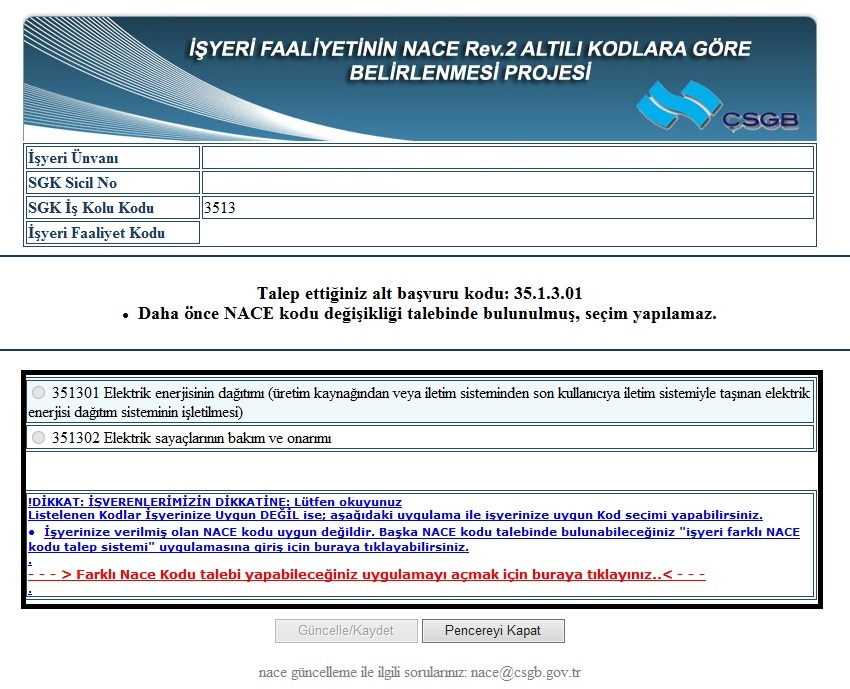 İŞYERİ FAALİYETİNİN NACE Rev.2 ALTILI KODLARA GÖRE
BELİRLENMESİ PROJESİ
ÇSGB
İşyeri Ünvanı
SGK Sicil No
SGK İş Kolu Kodu 3513
İşyeri Faaliyet Kodu
Talep ettiğiniz alt başvuru kodu: 35.1.3.01
• Daha önce NACE kodu değişikliği talebinde bulunulmuş, seçim yapılamaz.
351301 Elektrik enerjisinin dağıtımı (üretim kaynağından veya iletim sisteminden son kullanıcıya iletim sistemiyle taşınan elektrik
enerjisi dağıtım sisteminin işletilmesi)
351302 Elektrik sayaçlarının bakım ve onarımı
!DİKKAT: İŞVERENLERİMİZİN DİKKATİNE: Lütfen okuyunuz
Listelenen Kodlar İşyerinize Uygun DEĞİL ise; aşağıdaki uygulama ile işyerinize uygun Kod seçimi yapabilirsiniz.
• İşyerinize verilmiş olan NACE kodu uygun değildir. Başka NACE kodu talebinde bulunabileceğiniz "işyeri farklı NACE
kodu talep sistemi" uygulamasına giriş için buraya tıklayabilirsiniz.
.
- - - > Farklı Nace Kodu talebi yapabileceğiniz uygulamayı açmak için buraya tıklayınız..< - - -
.
Güncelle/Kaydet Pencereyi Kapat
nace güncelleme ile ilgili sorularınız: nace@csgb.gov.tr